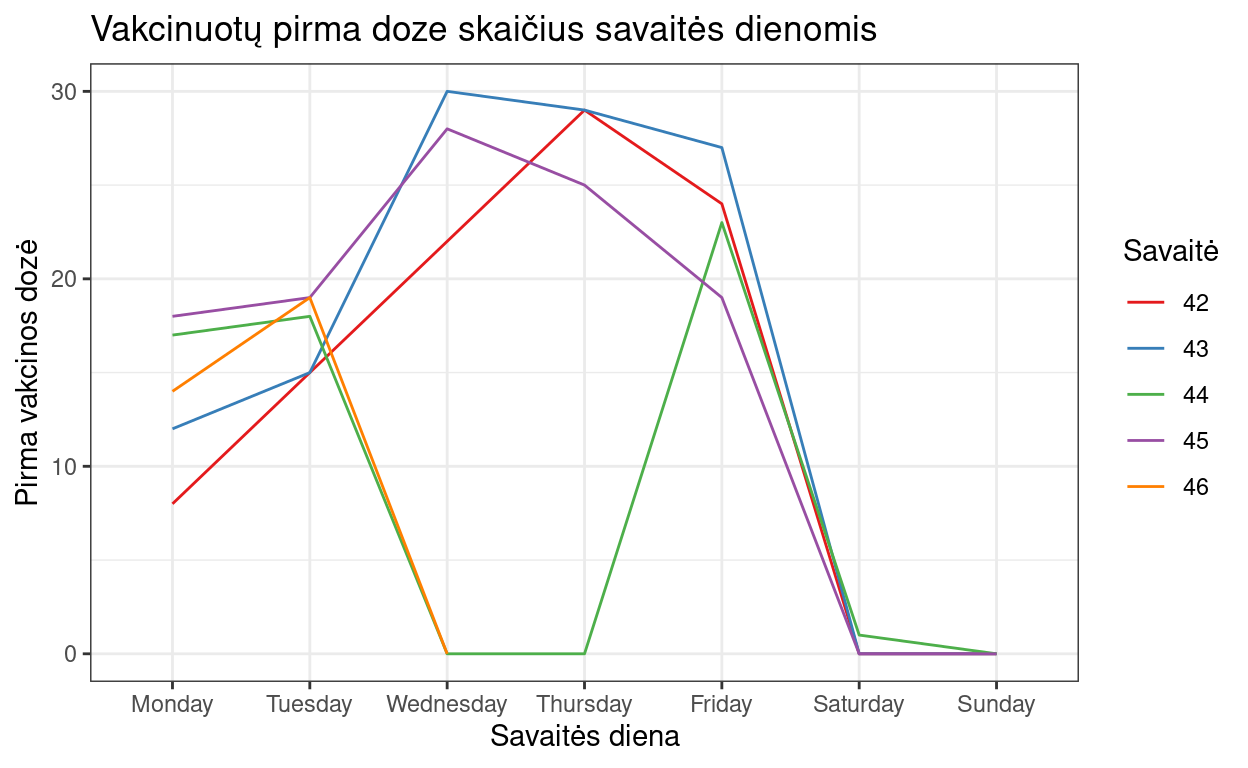 Vakcinuotų pirma doze skaičius savaitės dienomis
Pirma vakcinos dozė
30
20
10
0
Monday
Tuesday
Wednesday
Thursday
Friday
Saturday
Sunday
Savaitės diena
Savaitė
42
43
44
45
46